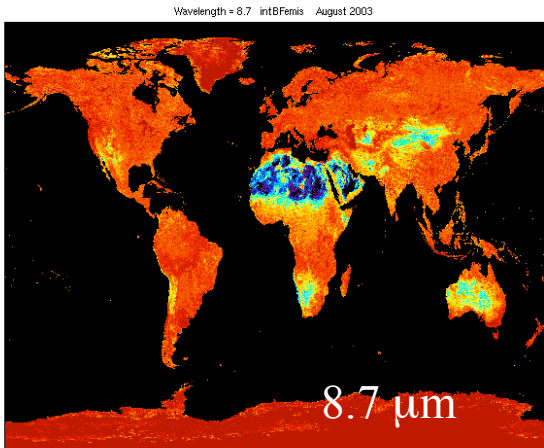 Wavelength = 8.7 intBFemis August 2003
8.7 μm